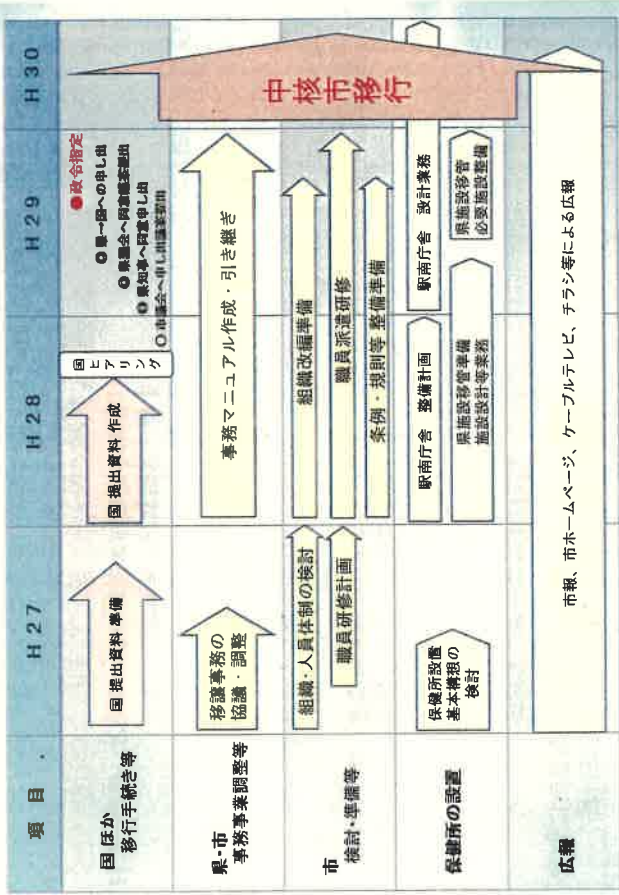 項 目
H 2 7
H 2 8
H 2 9
H 3 0
国 ほか
移行手続き等
国 提出資料 準備
国 提出資料 作成
国ヒアリング
●政令指定
県→国への申し出
県議会へ同意議案提出
県知事へ同意申し出
市議会へ申し出議案提出
県・市
事務事業調整等
移譲事務の
協議・調整
事務マニュアル作成・引き継ぎ
中核市移行
市
検討・準備等
組織・人員体制の検討
職員研修計画
組織改編準備
職員派遣研修
条例・規則等 整備準備
保健所の設置
保健所設置
基本構想の
検討
駅南庁舎 整備計画
駅南庁舎 設計業務
県施設移管準備
施設設計等業務
県施設移管
必要施設整備
広報
市報、市ホームページ、ケーブルテレビ、チラシ等による広報